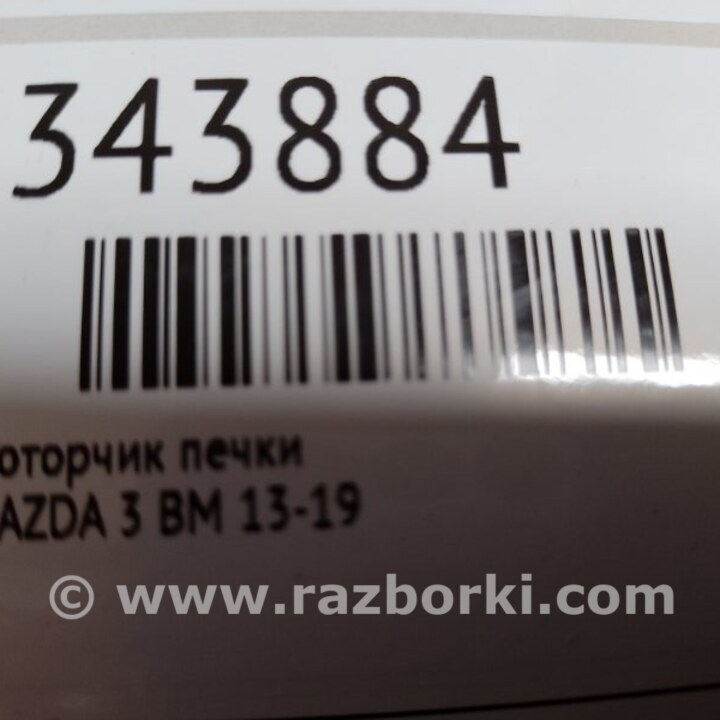 343884
оторчик печки
AZDA 3 BM 13-19
© www.razborki.com